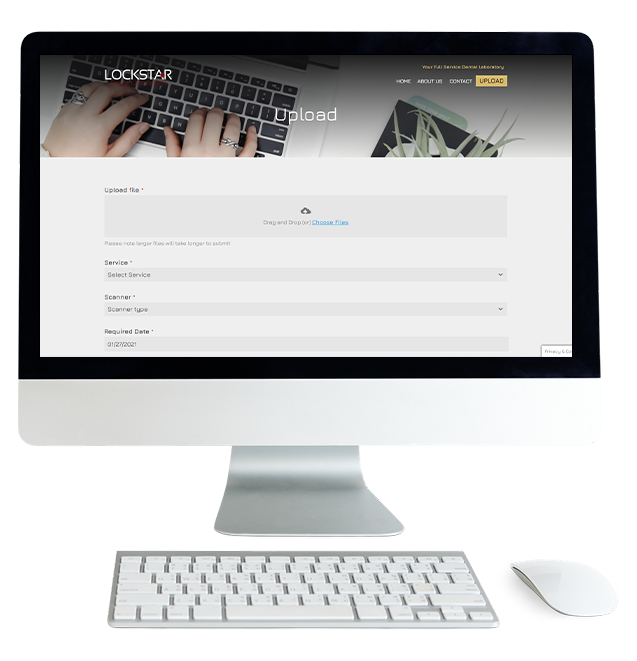 Your Full Service Dental Laboratory
LOCKSTAR
HOME ABOUT US CONTACT UPLOAD
Upload
Upload file *
Drag and Drop (or) Choose Files
Please note larger files will take longer to submit
Service *
Select Service
Scanner *
Scanner type
Required Date *
01/27/2021